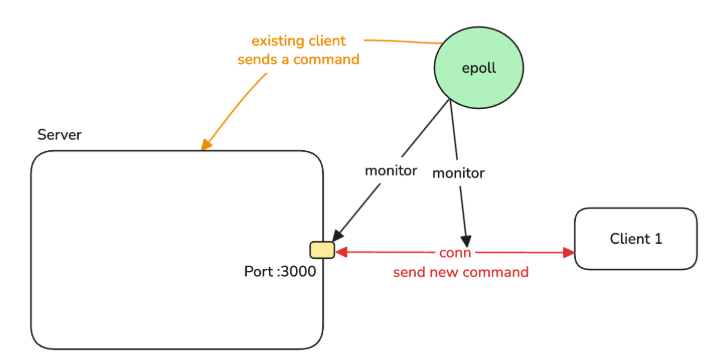 existing client
sends a command
epoll
Server
monitor
monitor
Client 1
conn
Port :3000
send new command